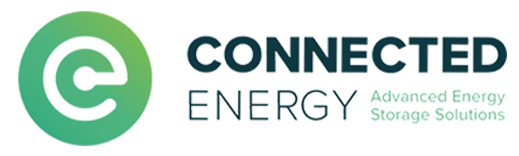 CONNECTED
ENERGY Advanced Energy
Storage Solutions